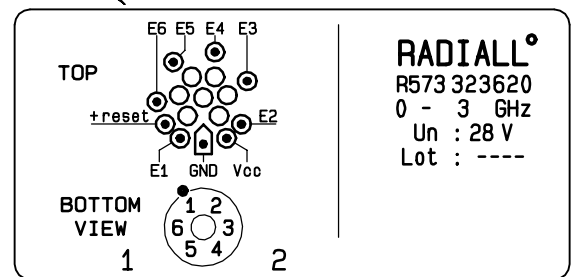 E6 E5 E4 E3
TOP
+reset
E2
E1 GND Vcc
BOTTOM
VIEW
1 2
6 3
5 4
1 2
RADIALL°
R573 323620
0 - 3 GHz
Un : 28 V
Lot : ----